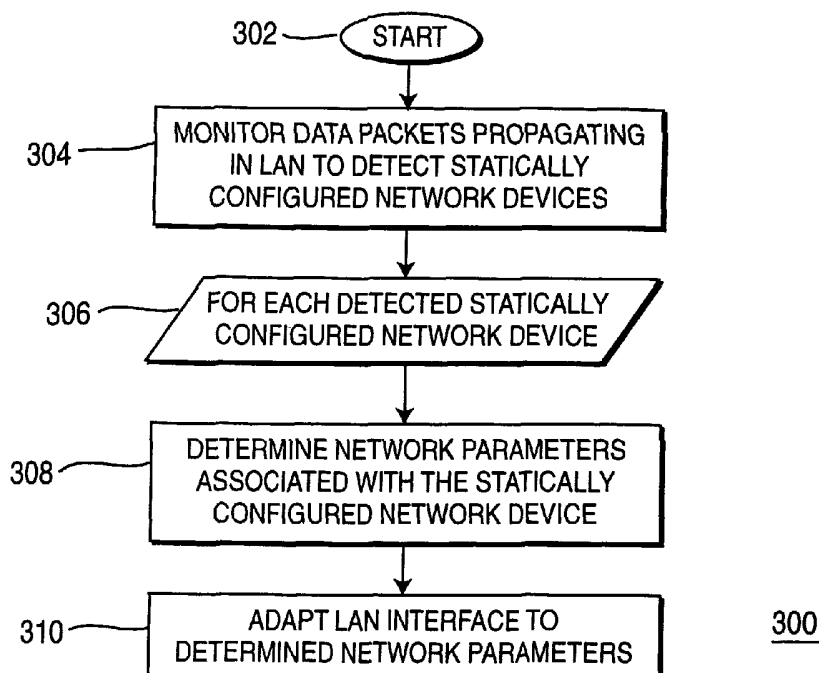 302
START
304
MONITOR DATA PACKETS PROPAGATING
IN LAN TO DETECT STATICALLY
CONFIGURED NETWORK DEVICES
306
FOR EACH DETECTED STATICALLY
CONFIGURED NETWORK DEVICE
308
DETERMINE NETWORK PARAMETERS
ASSOCIATED WITH THE STATICALLY
CONFIGURED NETWORK DEVICE
310
ADAPT LAN INTERFACE TO
DETERMINED NETWORK PARAMETERS
300